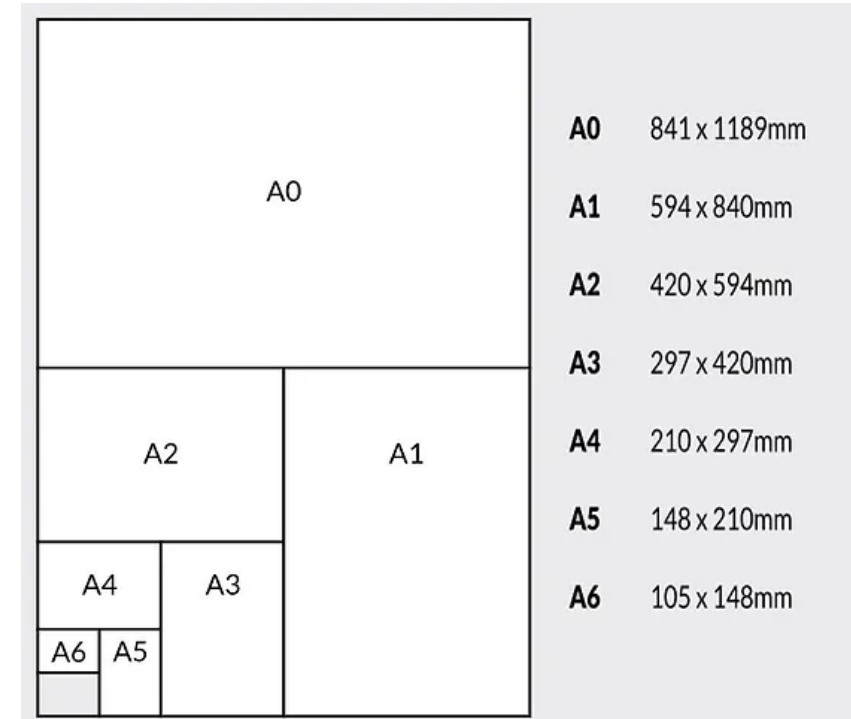 A0
A2
A1
A4
A3
A6
A5
A0 841 x 1189mm
A1 594 x 840mm
A2 420 x 594mm
A3 297 x 420mm
A4 210 x 297mm
A5 148 x 210mm
A6 105 x 148mm